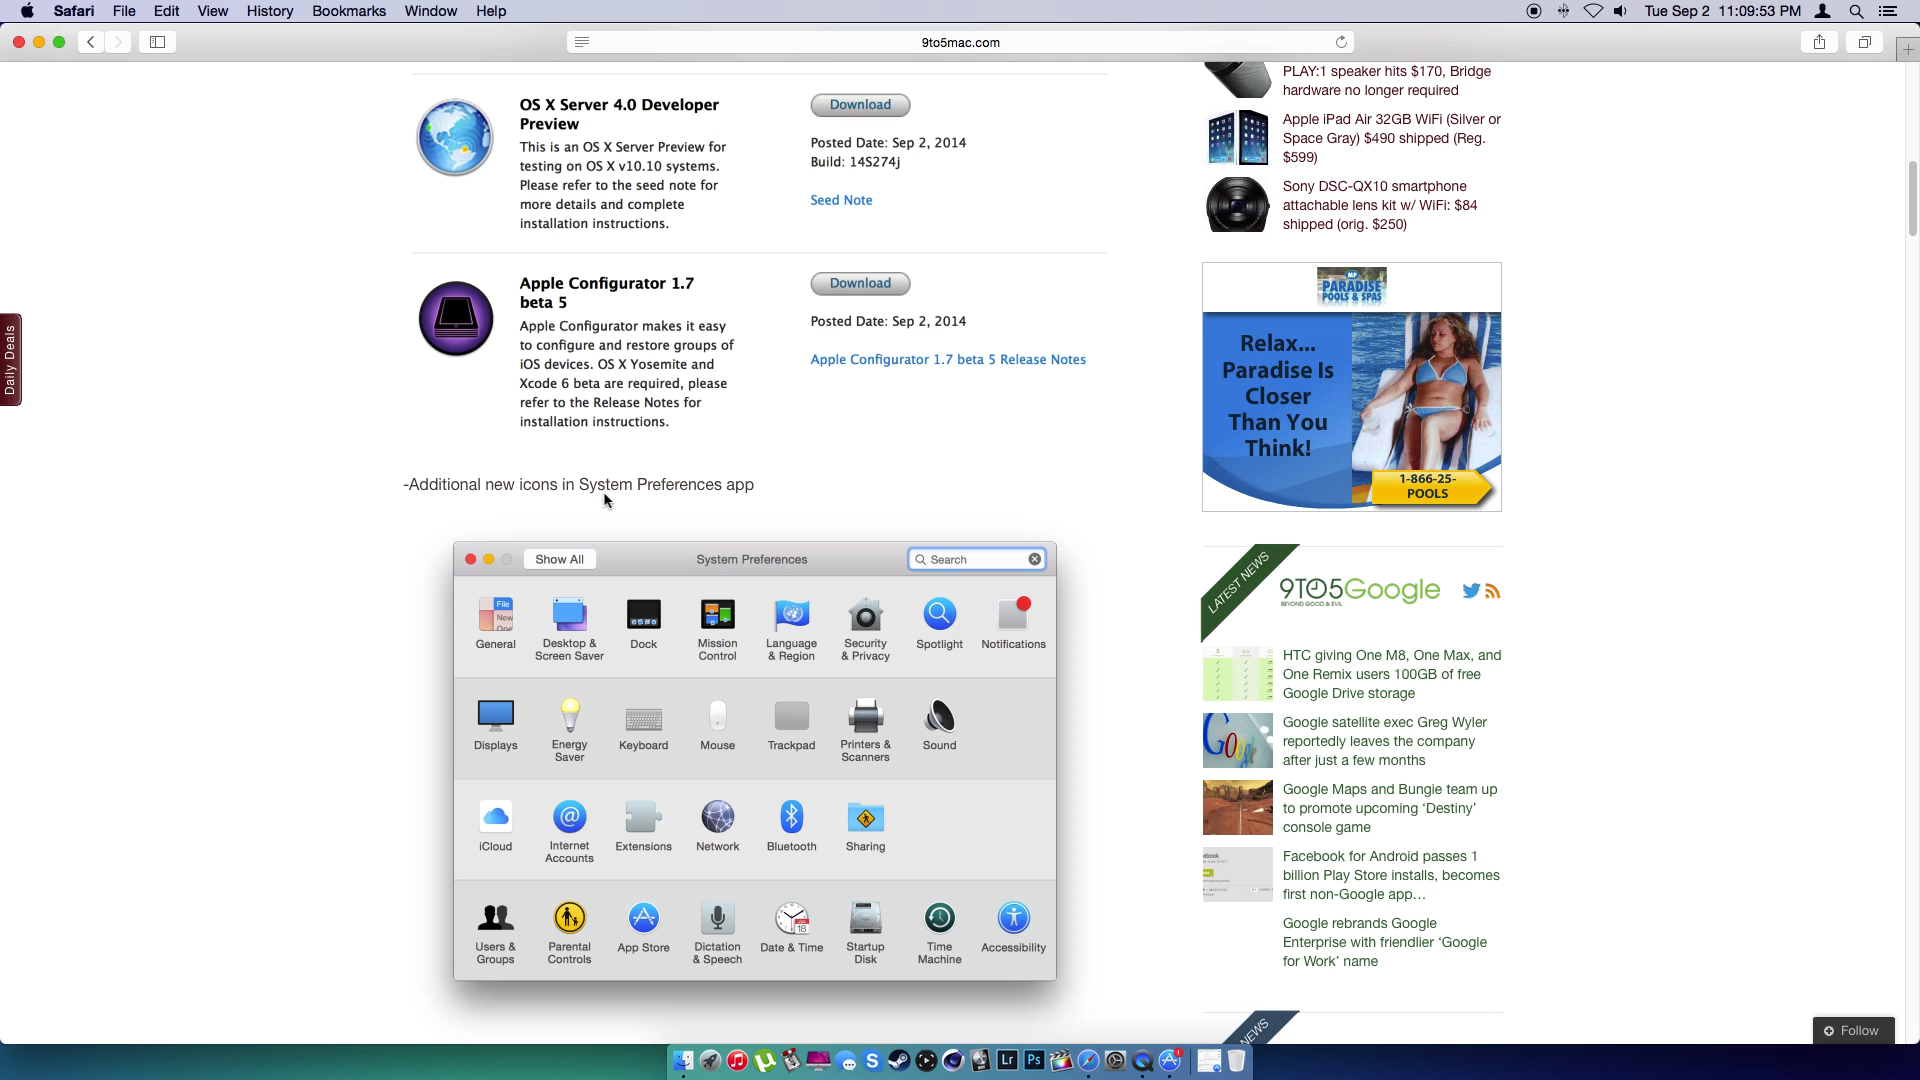 Safari File Edit View History Bookmarks Window Help
Tue Sep 2 11:09:53 PM
9to5mac.com
OS X Server 4.0 Developer
Preview
This is an OS X Server Preview for
testing on OS X v10.10 systems.
Please refer to the seed note for
more details and complete
installation instructions.
Download
Posted Date: Sep 2, 2014
Build: 14S274j
Seed Note
Apple Configurator 1.7
beta 5
Apple Configurator makes it easy
to configure and restore groups of
iOS devices. OS X Yosemite and
Xcode 6 beta are required, please
refer to the Release Notes for
installation instructions.
Download
Posted Date: Sep 2, 2014
Apple Configurator 1.7 beta 5 Release Notes
Daily Deals
-Additional new icons in System Preferences app
Show All
System Preferences
Search
File
New
General
Desktop &
Screen Saver
Dock
Mission
Control
Language
& Region
Security
& Privacy
Spotlight
Notifications
Displays
Energy
Saver
Keyboard
Mouse
Trackpad
Printers &
Scanners
Sound
iCloud
Internet
Accounts
Extensions
Network
Bluetooth
Sharing
Users &
Groups
Parental
Controls
App Store
Dictation
& Speech
18
Date & Time
Startup
Disk
Time
Machine
Accessibility
PLAY:1 speaker hits $170, Bridge
hardware no longer required
Apple iPad Air 32GB WiFi (Silver or
Space Gray) $490 shipped (Reg.
$599)
Sony DSC-QX10 smartphone
attachable lens kit w/ WiFi: $84
shipped (orig. $250)
MP
PARADISE
POOLS & SPAS
Relax...
Paradise Is
Closer
Than You
Think!
1-866-25-
POOLS
LATEST NEWS
9TO5Google
BEYOND GOOD & EVIL
HTC giving One M8, One Max, and
One Remix users 100GB of free
Google Drive storage
Google satellite exec Greg Wyler
reportedly leaves the company
after just a few months
Google Maps and Bungie team up
to promote upcoming ‘Destiny’
console game
Facebook for Android passes 1
billion Play Store installs, becomes
first non-Google app…
Google rebrands Google
Enterprise with friendlier ‘Google
for Work’ name
NEWS
Follow
Lr
Ps